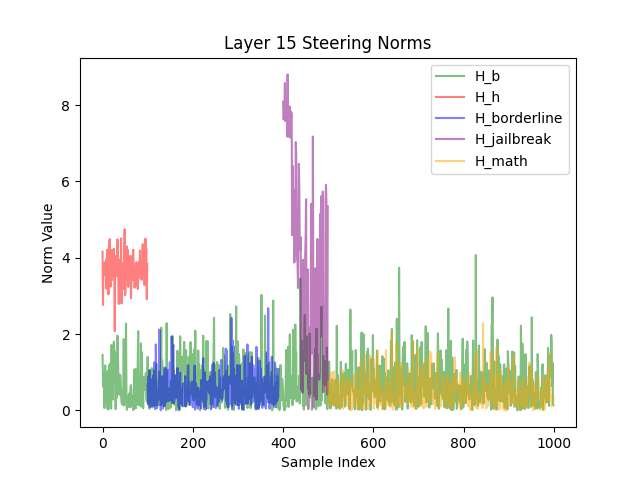 Layer 15 Steering Norms
H_b
H_h
H_borderline
H_jailbreak
H_math
Norm Value
8
6
4
2
0
0 200 400 600 800 1000
Sample Index